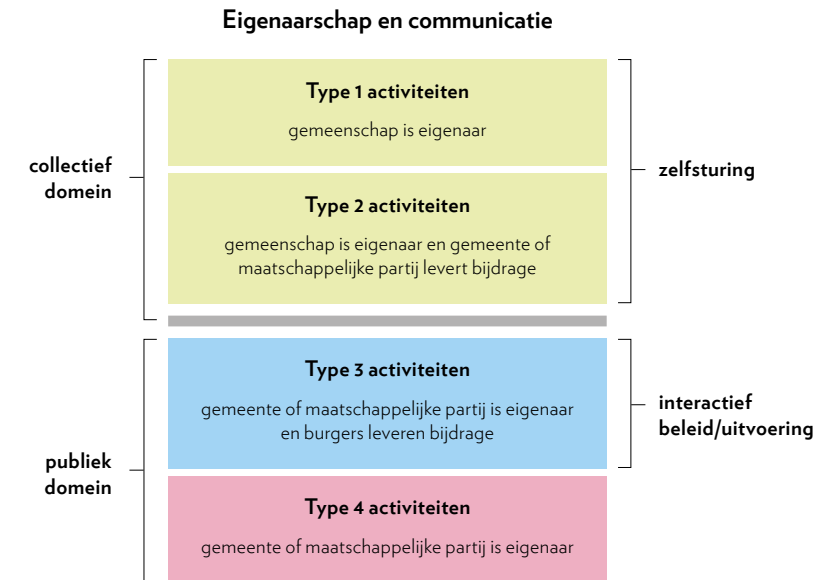 Eigenaarschap en communicatie
collectief
domein
Type 1 activiteiten
gemeenschap is eigenaar
Type 2 activiteiten
gemeenschap is eigenaar en gemeente of
maatschappelijke partij levert bijdrage
zelfsturing
publiek
domein
Type 3 activiteiten
gemeente of maatschappelijke partij is eigenaar
en burgers leveren bijdrage
interactief
beleid/uitvoering
Type 4 activiteiten
gemeente of maatschappelijke partij is eigenaar